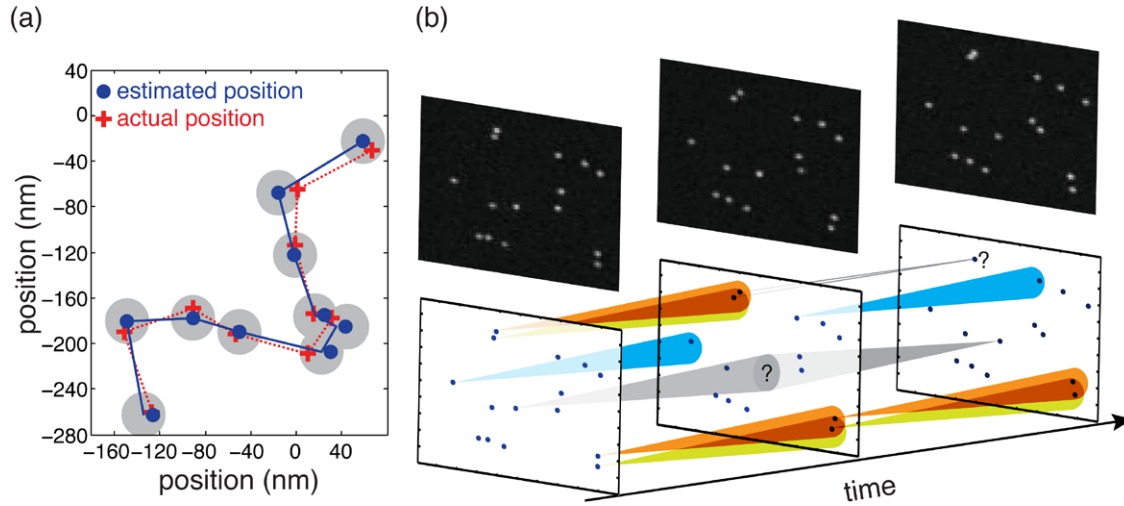 (a)
(b)
40
0
−40
−80
−120
−160
−200
−240
−280
position (nm)
estimated position
actual position
−160 −120 −80 −40 0 40
position (nm)
?
?
time